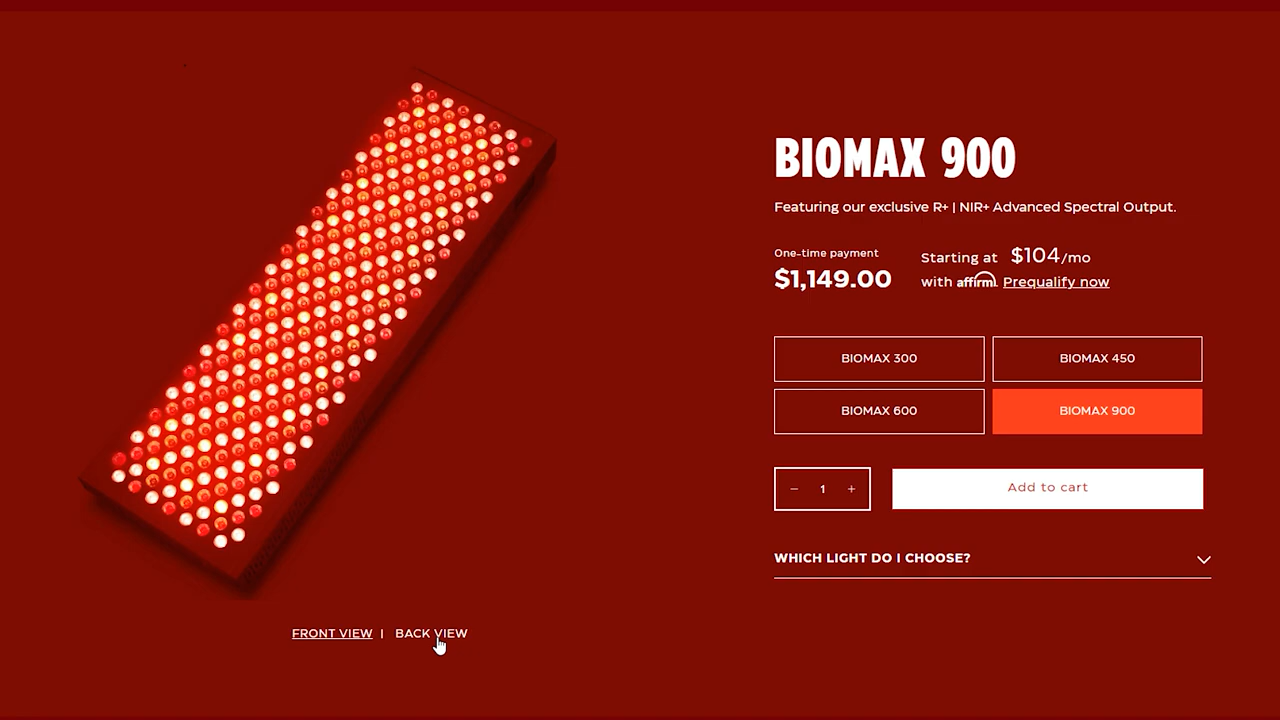 BIOMAX 900
Featuring our exclusive R+ | NIR+ Advanced Spectral Output.
One-time payment
$1,149.00
Starting at $104/mo
with affirm. Prequalify now
BIOMAX 300
BIOMAX 450
BIOMAX 600
BIOMAX 900
− 1 +
Add to cart
WHICH LIGHT DO I CHOOSE?
FRONT VIEW | BACK VIEW